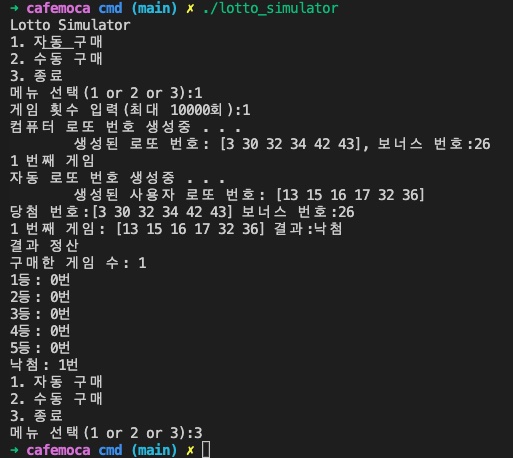 ➜ cafemoca cmd (main) ✗ ./lotto_simulator
Lotto Simulator
1. 자동 구매
2. 수동 구매
3. 종료
메뉴 선택(1 or 2 or 3):1
게임 횟수 입력(최대 10000회):1
컴퓨터 로또 번호 생성중 . . .
생성된 로또 번호: [3 30 32 34 42 43], 보너스 번호:26
1 번째 게임
자동 로또 번호 생성중 . . .
생성된 사용자 로또 번호: [13 15 16 17 32 36]
당첨 번호:[3 30 32 34 42 43] 보너스 번호:26
1 번째 게임: [13 15 16 17 32 36] 결과:낙첨
결과 정산
구매한 게임 수: 1
1등: 0번
2등: 0번
3등: 0번
4등: 0번
5등: 0번
낙첨: 1번
1. 자동 구매
2. 수동 구매
3. 종료
메뉴 선택(1 or 2 or 3):3
➜ cafemoca cmd (main) ✗